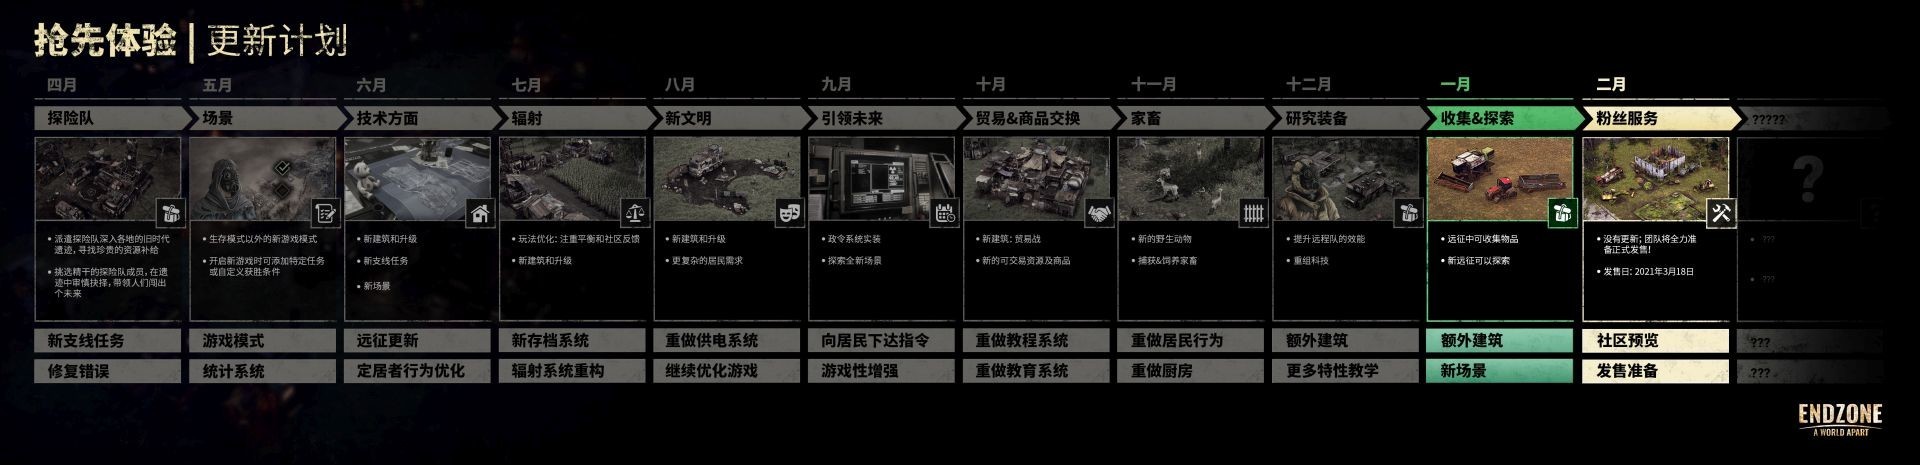 抢先体验 | 更新计划
四月
探险队
• 派遣探险队深入各地的旧时代
遗迹，寻找珍贵的资源补给
• 挑选精干的探险队成员，在遗
迹中审慎抉择，带领人们闯出
个未来
新支线任务
修复错误
五月
场景
• 生存模式以外的新游戏模式
• 开启新游戏时可添加特定任务
或自定义获胜条件
游戏模式
统计系统
六月
技术方面
• 新建筑和升级
• 新支线任务
• 新场景
远征更新
定居者行为优化
七月
辐射
• 玩法优化：注重平衡和社区反馈
• 新建筑和升级
新存档系统
辐射系统重构
八月
新文明
• 新建筑和升级
• 更复杂的居民需求
重做供电系统
继续优化游戏
九月
引领未来
• 政令系统实装
• 探索全新场景
向居民下达指令
游戏性增强
十月
贸易&商品交换
• 新建筑：贸易战
• 新的可交易资源及商品
重做教程系统
重做教育系统
十一月
家畜
• 新的野生动物
• 捕获&饲养家畜
重做居民行为
重做厨房
十二月
研究装备
• 提升远程队的效能
• 重组科技
额外建筑
更多特性教学
一月
收集&探索
• 远征中可收集物品
• 新远征可以探索
额外建筑
新场景
二月
粉丝服务
• 没有更新；团队将全力准
备正式发售！
• 发售日：2021年3月18日
社区预览
发售准备
?????
?
• ???
• ???
???
???
ENDZONE
A WORLD APART